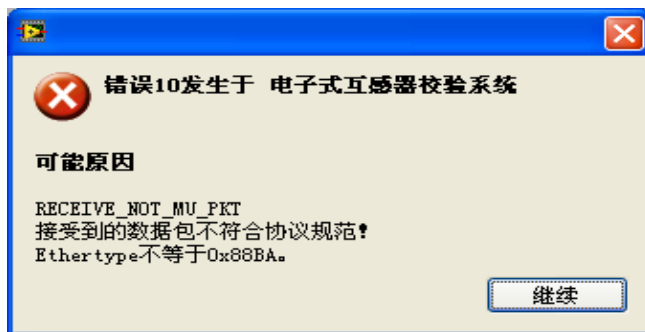 错误10发生于 电子式互感器校验系统
可能原因
RECEIVE_NOT_MU_PKT
接受到的数据包不符合协议规范!
Ethertype不等于0x88BA。
继续